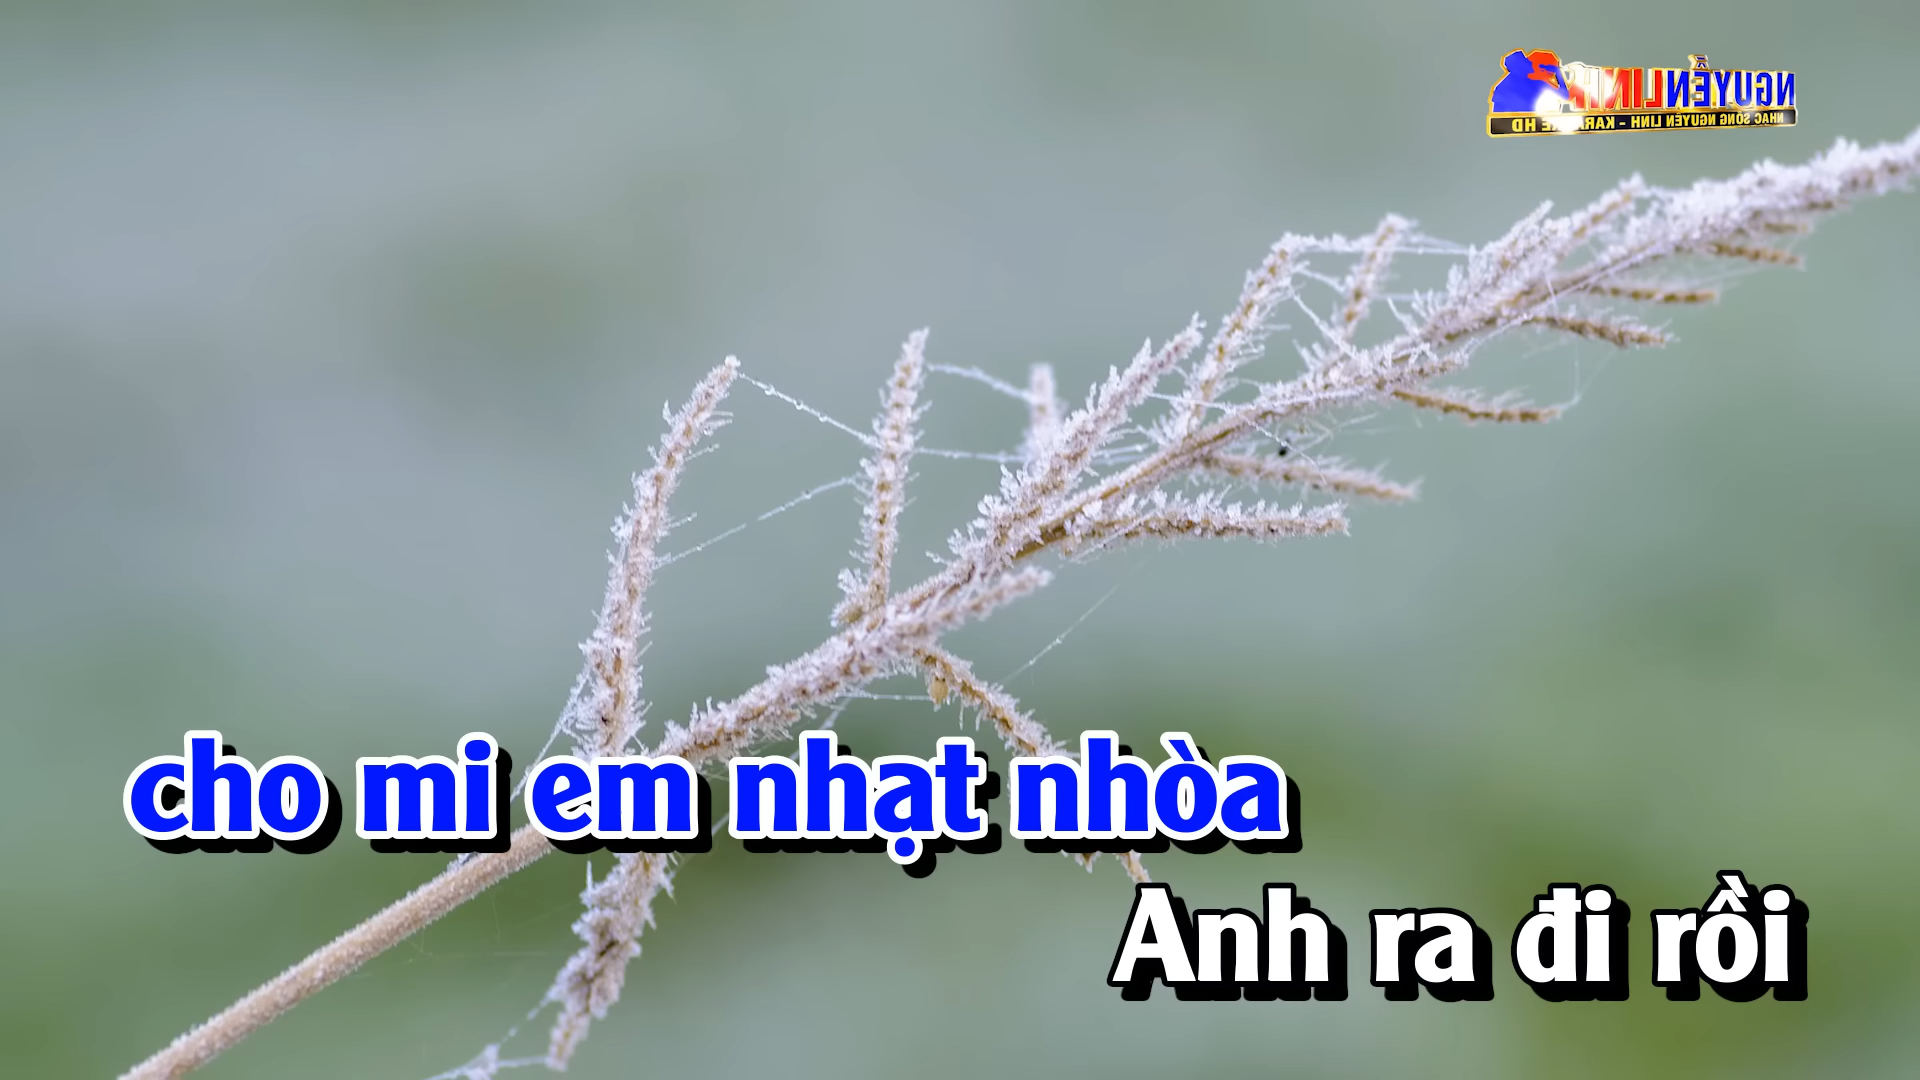 NGUYỄN LINH
NHẠC SỐNG NGUYỄN LINH - KARAOKE HD
cho mi em nhạt nhòa
Anh ra đi rồi